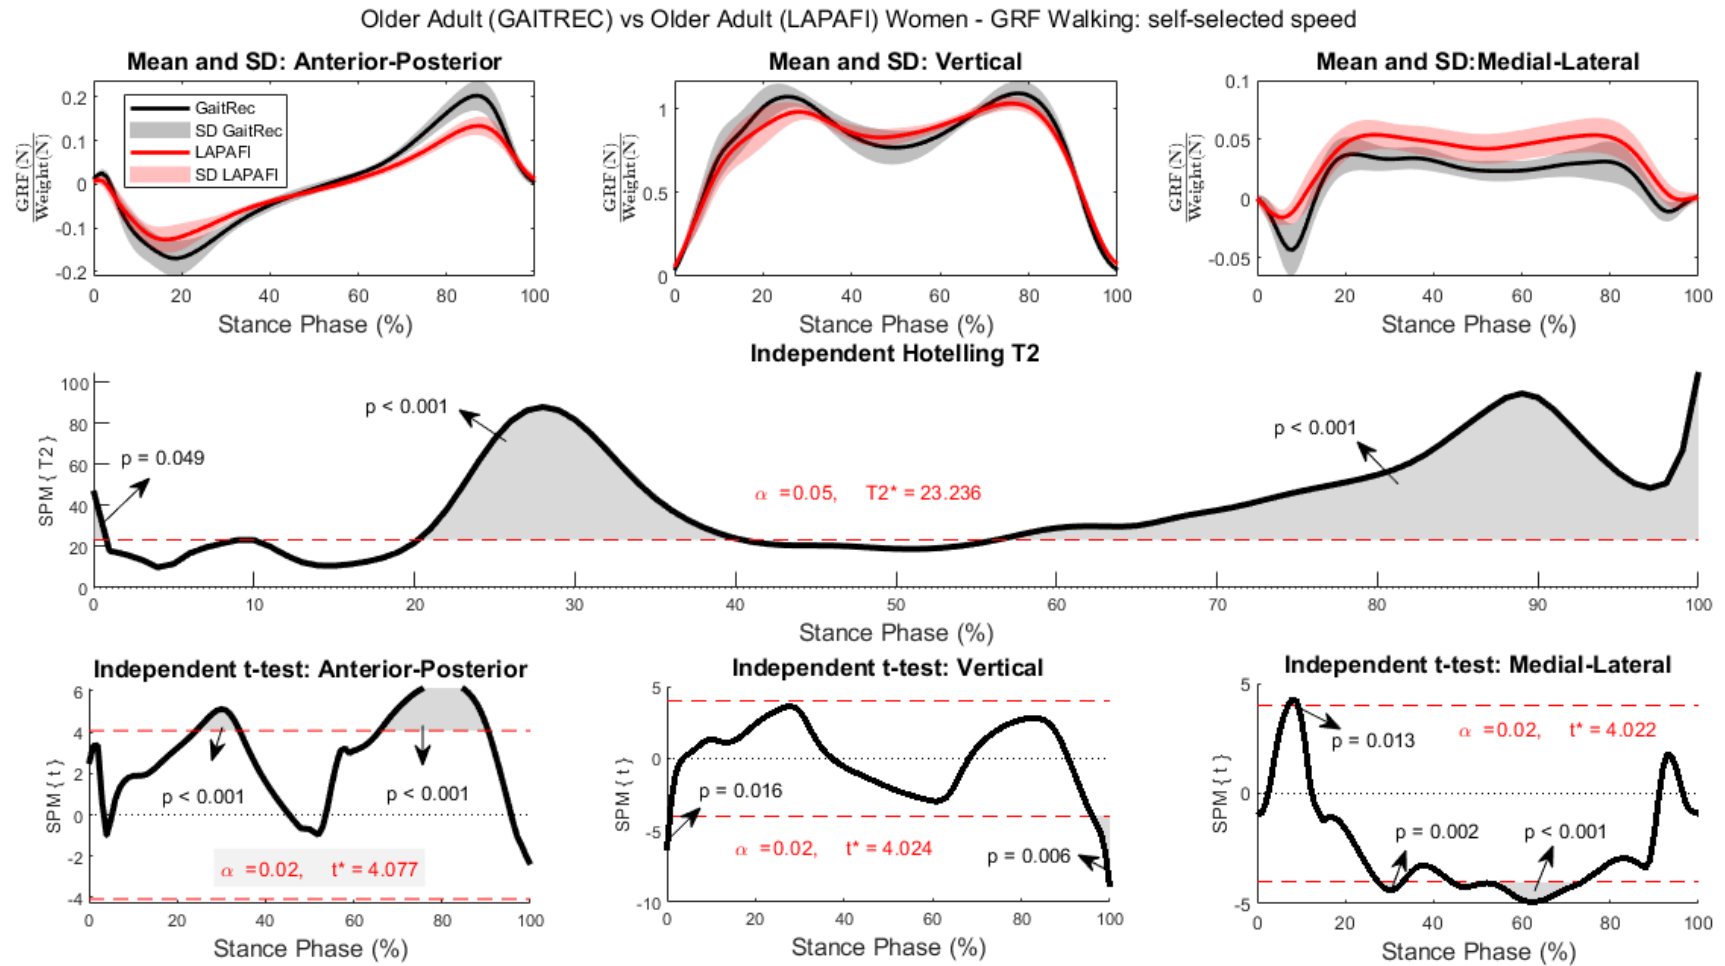 Older Adult (GAITREC) vs Older Adult (LAPAFI) Women - GRF Walking: self-selected speed
Mean and SD: Anterior-Posterior
GRF(N)
Weight(N)
0.2
0.1
0
-0.1
-0.2
GaitRec
SD GaitRec
LAPAFI
SD LAPAFI
0 20 40 60 80 100
Stance Phase (%)
Mean and SD: Vertical
GRF(N)
Weight(N)
1
0.5
0
0 20 40 60 80 100
Stance Phase (%)
Mean and SD:Medial-Lateral
GRF(N)
Weight(N)
0.1
0.05
0
-0.05
0 20 40 60 80 100
Stance Phase (%)
Independent Hotelling T2
SPM{T2}
100
80
60
40
20
0
p = 0.049
p < 0.001
α =0.05, T2* = 23.236
p < 0.001
0 10 20 30 40 50 60 70 80 90 100
Stance Phase (%)
Independent t-test: Anterior-Posterior
SPM{t}
6
4
2
0
-2
-4
p < 0.001
p < 0.001
α =0.02, t* = 4.077
0 20 40 60 80 100
Stance Phase (%)
Independent t-test: Vertical
SPM{t}
5
0
-5
-10
p = 0.016
α =0.02, t* = 4.024
p = 0.006
0 20 40 60 80 100
Stance Phase (%)
Independent t-test: Medial-Lateral
SPM{t}
5
0
-5
p = 0.013
α =0.02, t* = 4.022
p = 0.002
p < 0.001
0 20 40 60 80 100
Stance Phase (%)